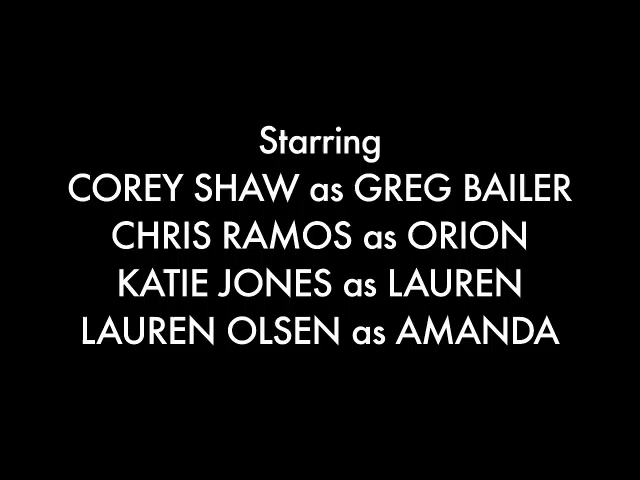 Starring
COREY SHAW as GREG BAILER
CHRIS RAMOS as ORION
KATIE JONES as LAUREN
LAUREN OLSEN as AMANDA